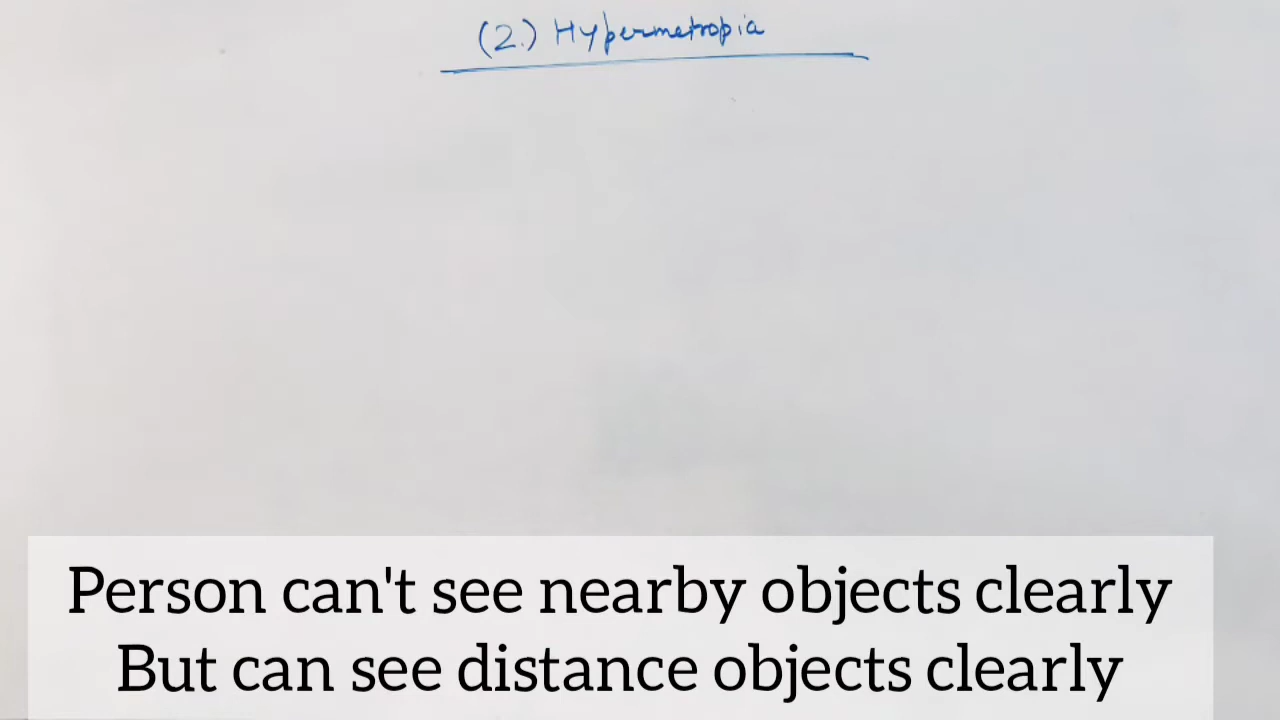 (2.) Hypermetropia
Person can't see nearby objects clearly
But can see distance objects clearly